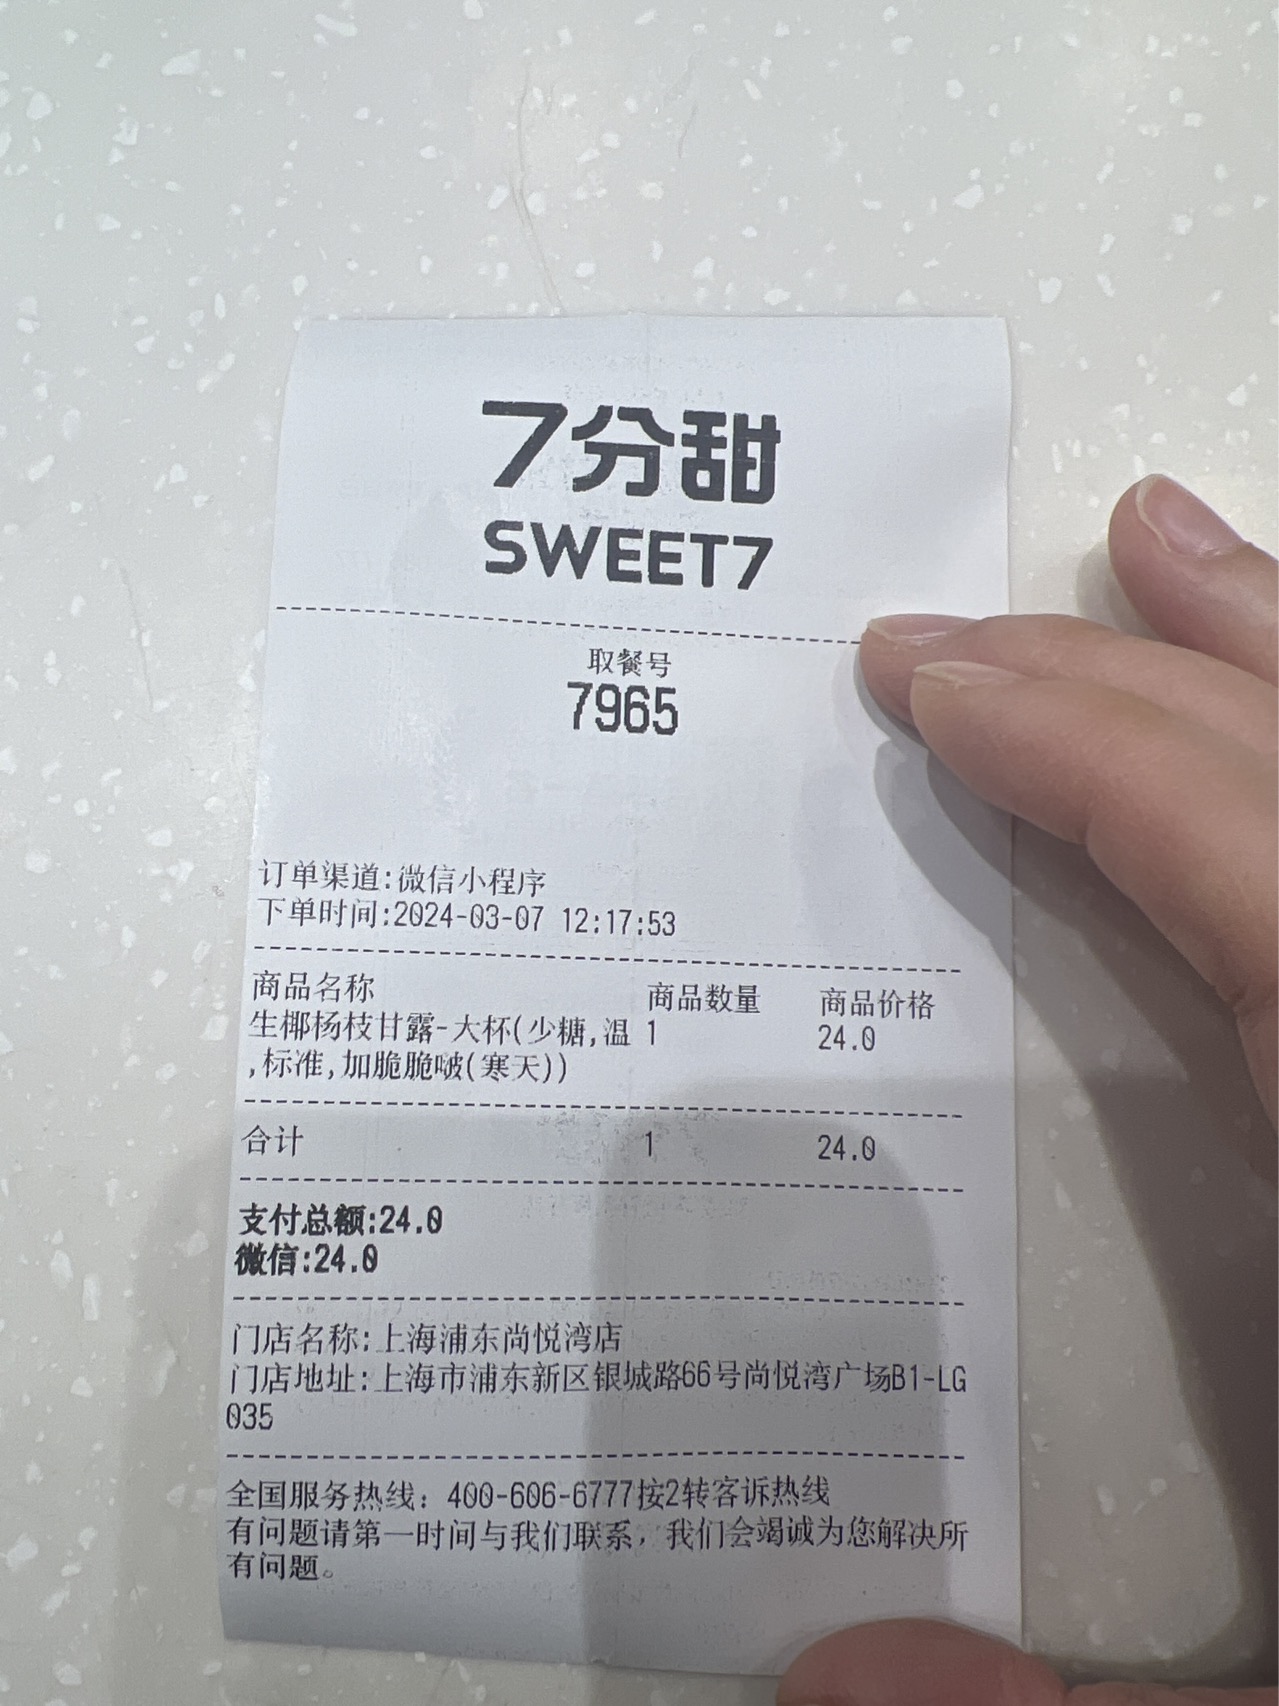 7分甜
SWEET7
取餐号
7965
订单渠道:微信小程序
下单时间:2024-03-07 12:17:53
商品名称 商品数量 商品价格
生椰杨枝甘露-大杯(少糖,温 1 24.0
,标准,加脆脆啵(寒天))
合计 1 24.0
支付总额:24.0
微信:24.0
门店名称:上海浦东尚悦湾店
门店地址:上海市浦东新区银城路66号尚悦湾广场B1-LG
035
全国服务热线：400-606-6777按2转客诉热线
有问题请第一时间与我们联系，我们会竭诚为您解决所
有问题。